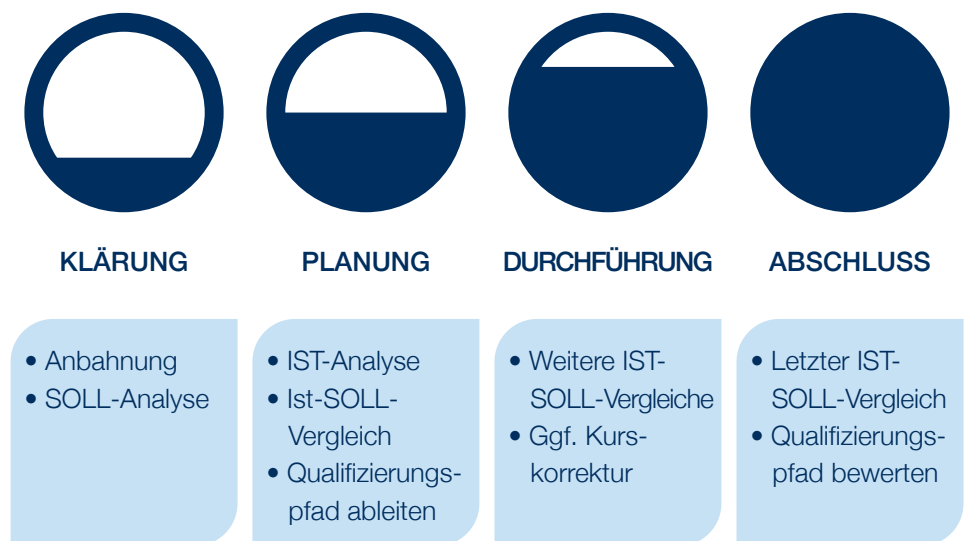 KLÄRUNG
PLANUNG
DURCHFÜHRUNG
ABSCHLUSS
• Anbahnung
• SOLL-Analyse
• IST-Analyse
• Ist-SOLL-
Vergleich
• Qualifizierungs-
pfad ableiten
• Weitere IST-
SOLL-Vergleiche
• Ggf. Kurs-
korrektur
• Letzter IST-
SOLL-Vergleich
• Qualifizierungs-
pfad bewerten